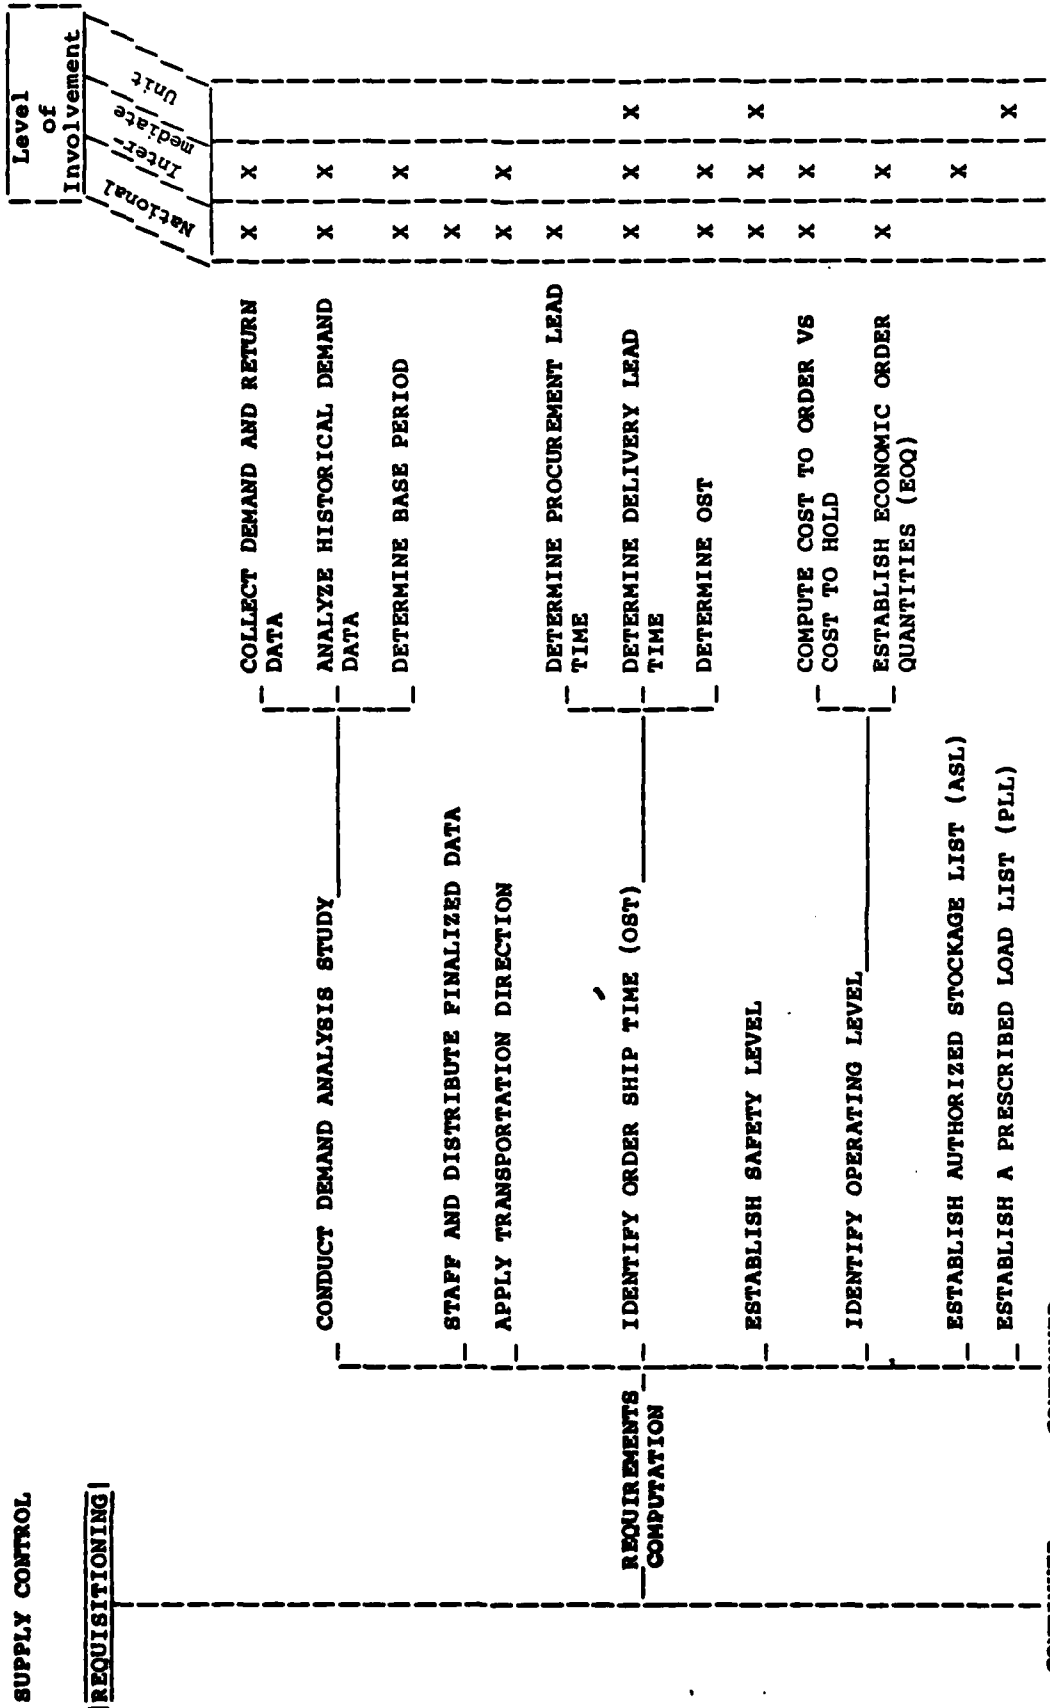 SUPPLY CONTROL
Level
of
Involvement
REQUISITIONING
National
Inter-
mediate
Unit
COLLECT DEMAND AND RETURN X X
DATA
CONDUCT DEMAND ANALYSIS STUDY ANALYZE HISTORICAL DEMAND X X
DATA
DETERMINE BASE PERIOD X X
STAFF AND DISTRIBUTE FINALIZED DATA X
APPLY TRANSPORTATION DIRECTION X X
DETERMINE PROCUREMENT LEAD X
TIME
REQUIREMENTS IDENTIFY ORDER SHIP TIME (OST) DETERMINE DELIVERY LEAD X X X
COMPUTATION TIME
DETERMINE OST X X
ESTABLISH SAFETY LEVEL X X X
COMPUTE COST TO ORDER VS X X
COST TO HOLD
IDENTIFY OPERATING LEVEL
ESTABLISH ECONOMIC ORDER X X
QUANTITIES (EOQ)
ESTABLISH AUTHORIZED STOCKAGE LIST (ASL) X
ESTABLISH A PRESCRIBED LOAD LIST (PLL) X